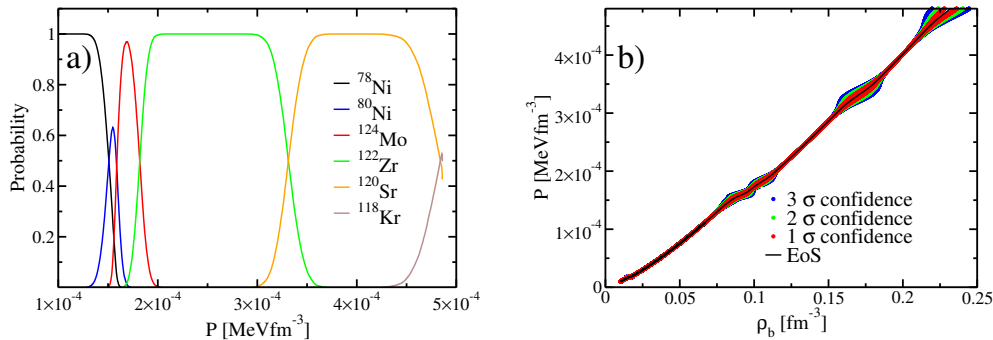 a)
Probability
1
0.8
0.6
0.4
0.2
⁷⁸Ni
⁸⁰Ni
¹²⁴Mo
¹²²Zr
¹²⁰Sr
¹¹⁸Kr
1×10⁻⁴ 2×10⁻⁴ 3×10⁻⁴ 4×10⁻⁴ 5×10⁻⁴
P [MeVfm⁻³]
b)
P [MeVfm⁻³]
4×10⁻⁴
3×10⁻⁴
2×10⁻⁴
1×10⁻⁴
0
3 σ confidence
2 σ confidence
1 σ confidence
EoS
0 0.05 0.1 0.15 0.2 0.25
ρb [fm⁻³]